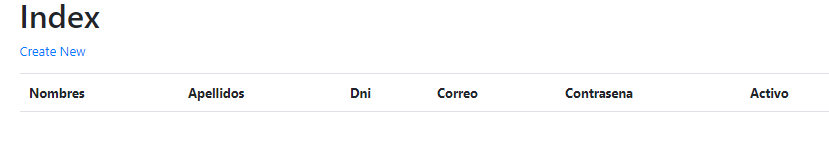 Index
Create New
Nombres Apellidos Dni Correo Contrasena Activo